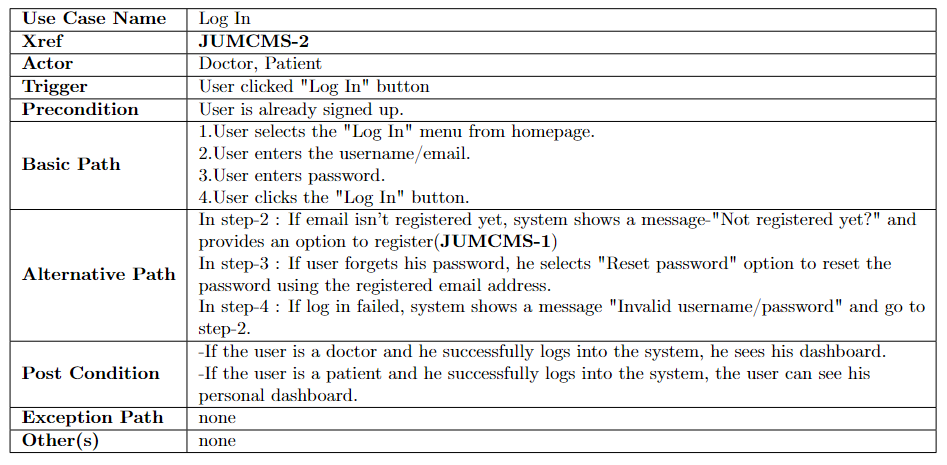 Use Case Name Log In
Xref JUMCMS-2
Actor Doctor, Patient
Trigger User clicked "Log In" button
Precondition User is already signed up.
Basic Path
1.User selects the "Log In" menu from homepage.
2.User enters the username/email.
3.User enters password.
4.User clicks the "Log In" button.
Alternative Path
In step-2 : If email isn't registered yet, system shows a message-"Not registered yet?" and
provides an option to register(JUMCMS-1)
In step-3 : If user forgets his password, he selects "Reset password" option to reset the
password using the registered email address.
In step-4 : If log in failed, system shows a message "Invalid username/password" and go to
step-2.
Post Condition
-If the user is a doctor and he successfully logs into the system, he sees his dashboard.
-If the user is a patient and he successfully logs into the system, the user can see his
personal dashboard.
Exception Path none
Other(s) none